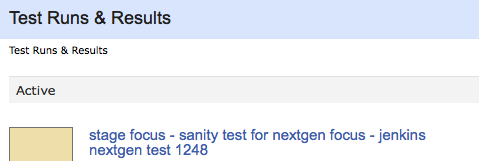 Test Runs & Results
Test Runs & Results
Active
stage focus - sanity test for nextgen focus - jenkins
nextgen test 1248